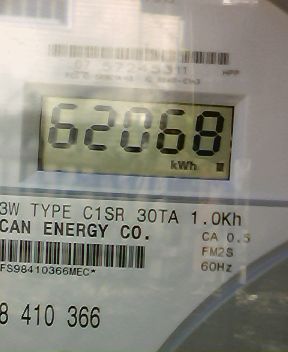 62068
kWh
3W TYPE C1SR 30TA 1.0Kh
CAN ENERGY CO.
CA 0.5
FM2S
60Hz
FS98410366MEC*
8 410 366